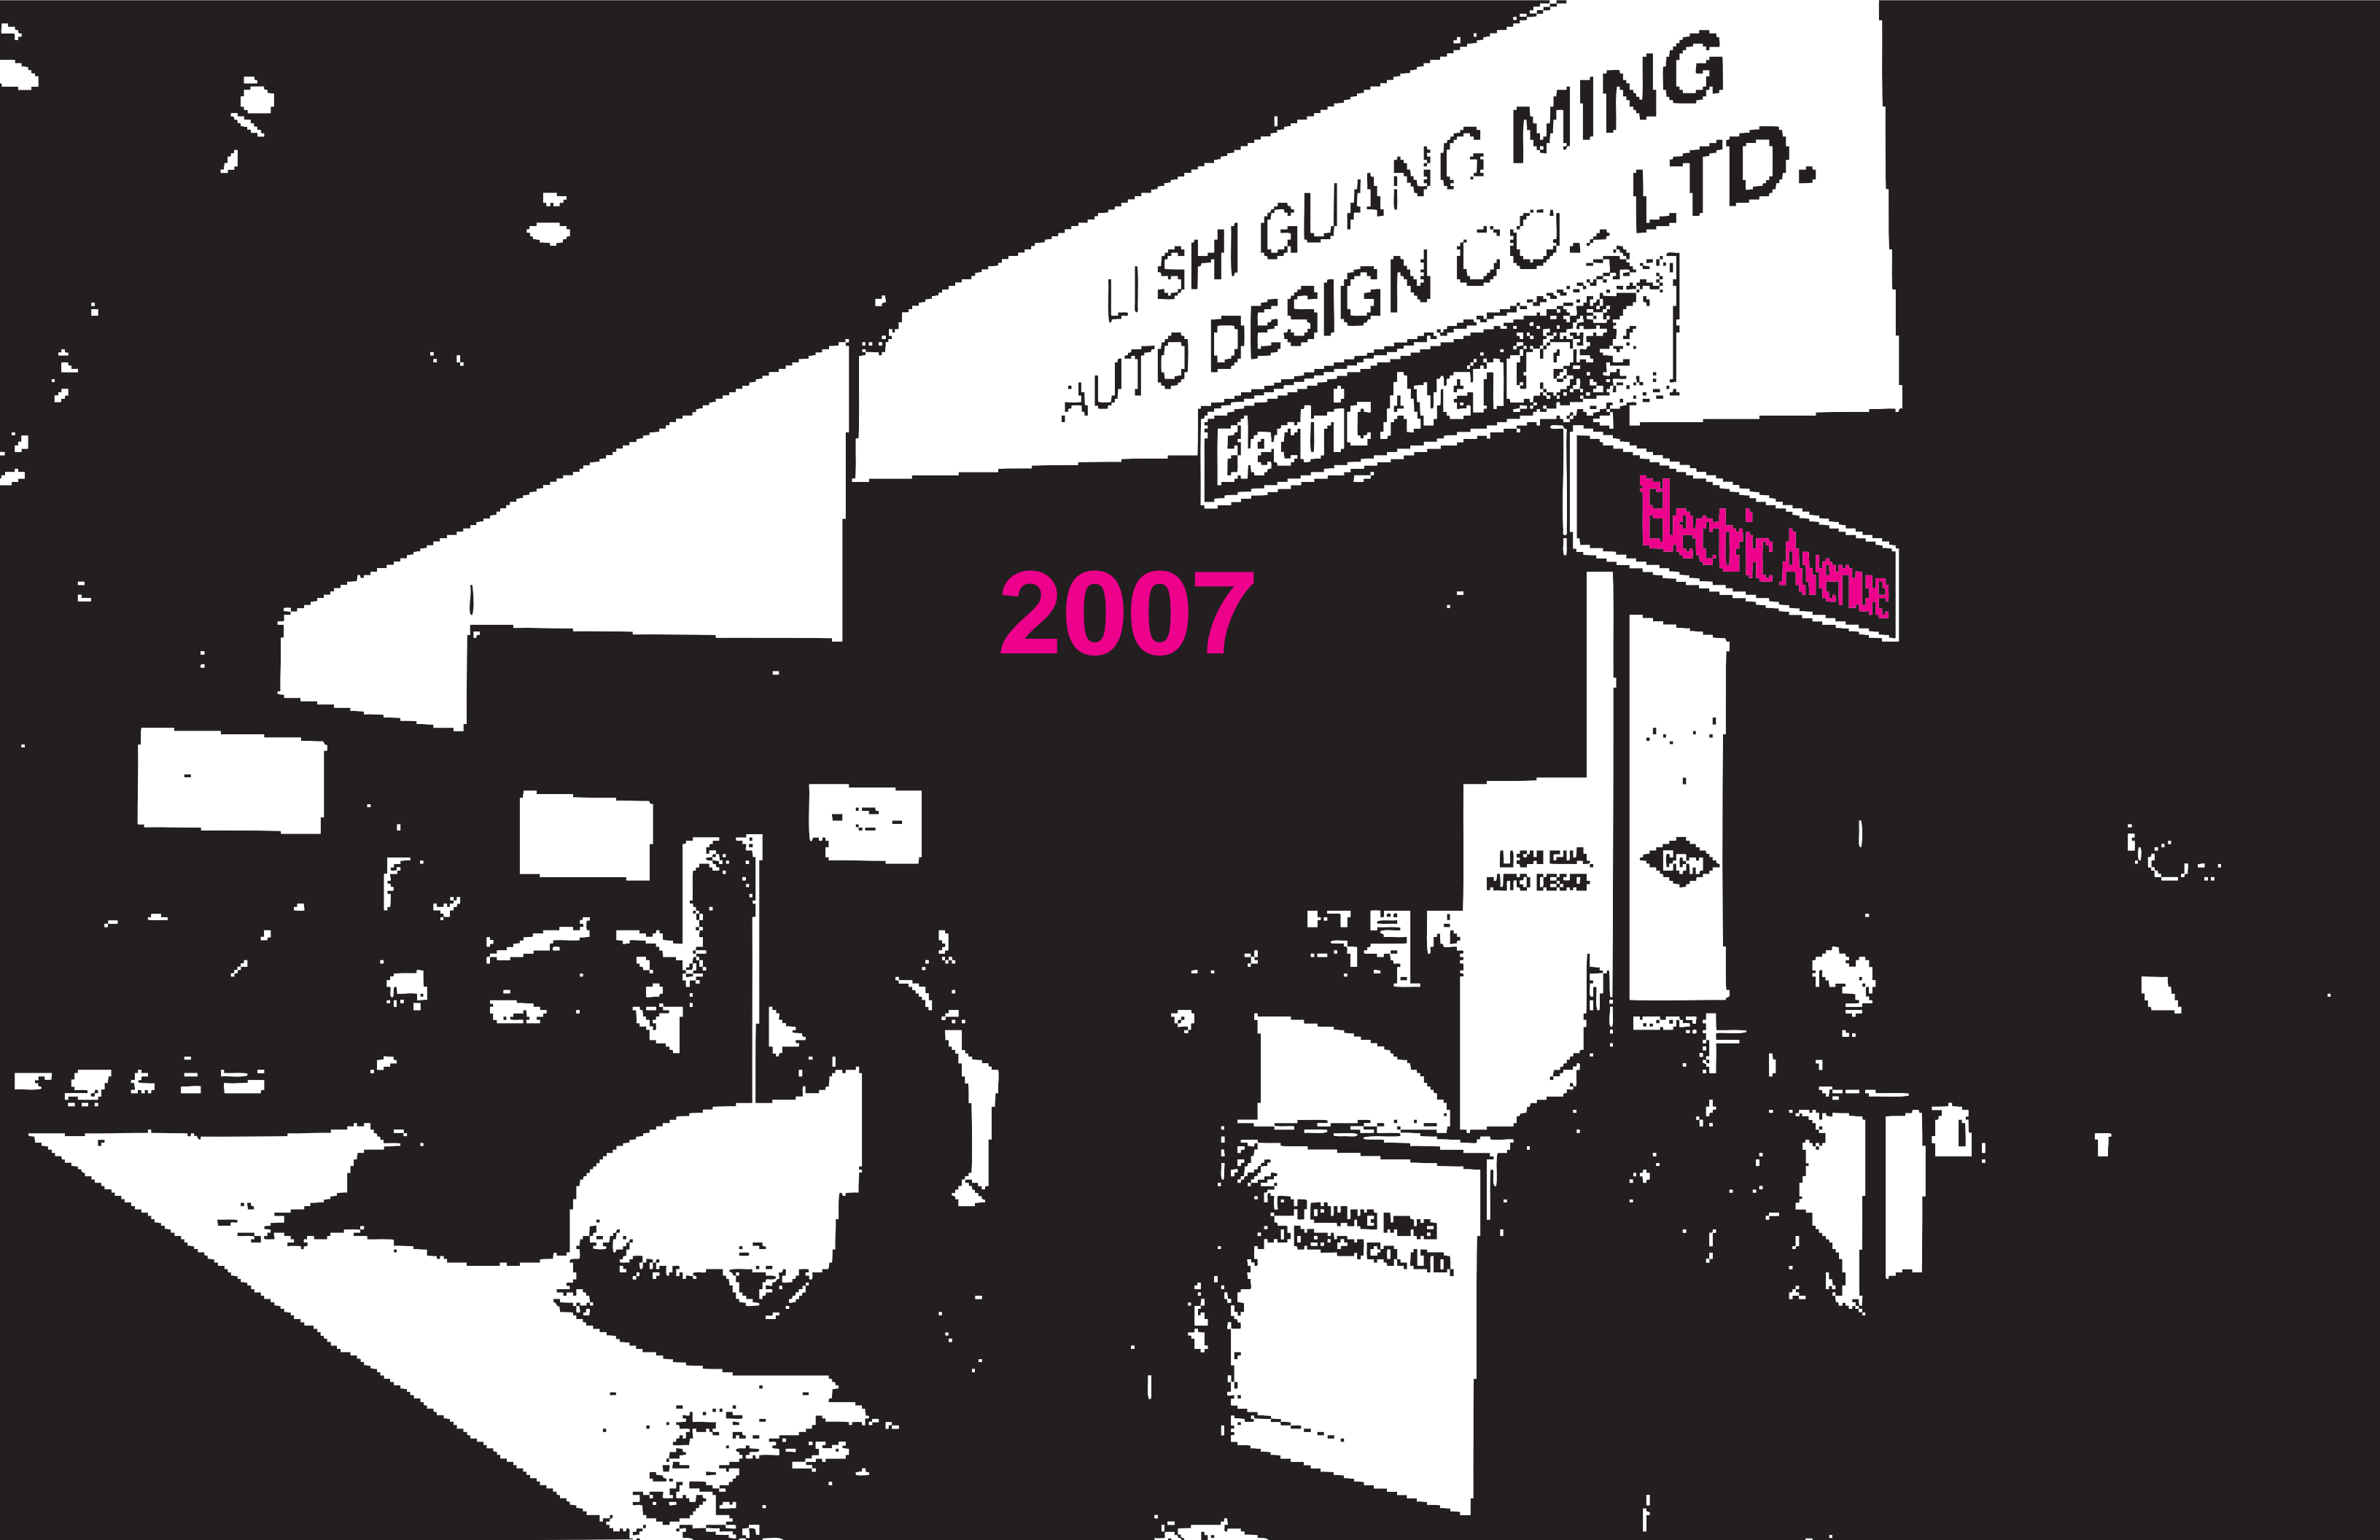 LI SHI GUANG MING
AUTO DESIGN CO., LTD.
Electric Avenue
Electric Avenue
2007
LI SHI GUA
AUTO DESIGN
GUANG MING
DESIGN CO., LTD.